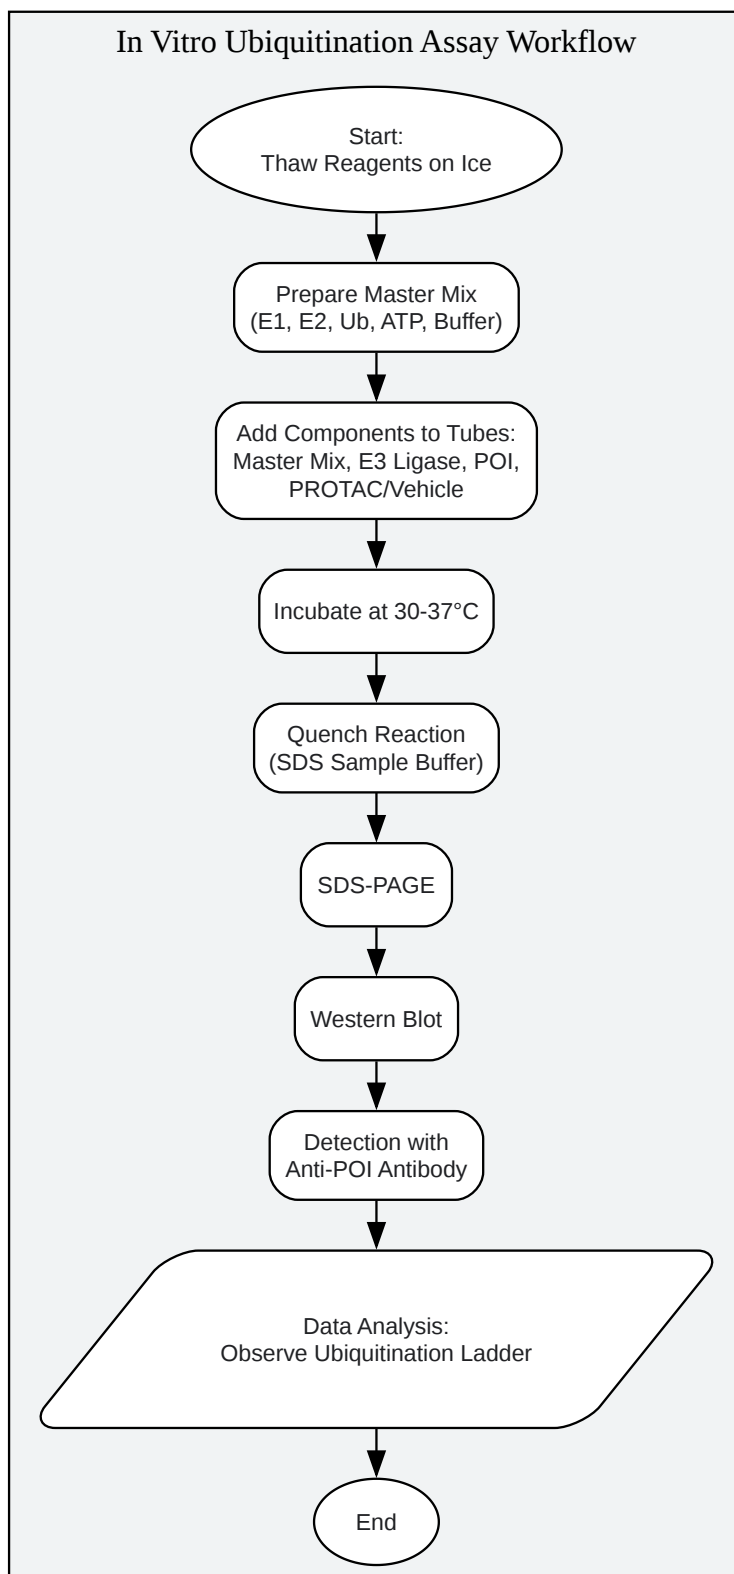 In Vitro Ubiquitination Assay Workflow
Start:
Thaw Reagents on Ice
Prepare Master Mix
(E1, E2, Ub, ATP, Buffer)
Add Components to Tubes:
Master Mix, E3 Ligase, POI,
PROTAC/Vehicle
Incubate at 30-37°C
Quench Reaction
(SDS Sample Buffer)
SDS-PAGE
Western Blot
Detection with
Anti-POI Antibody
Data Analysis:
Observe Ubiquitination Ladder
End